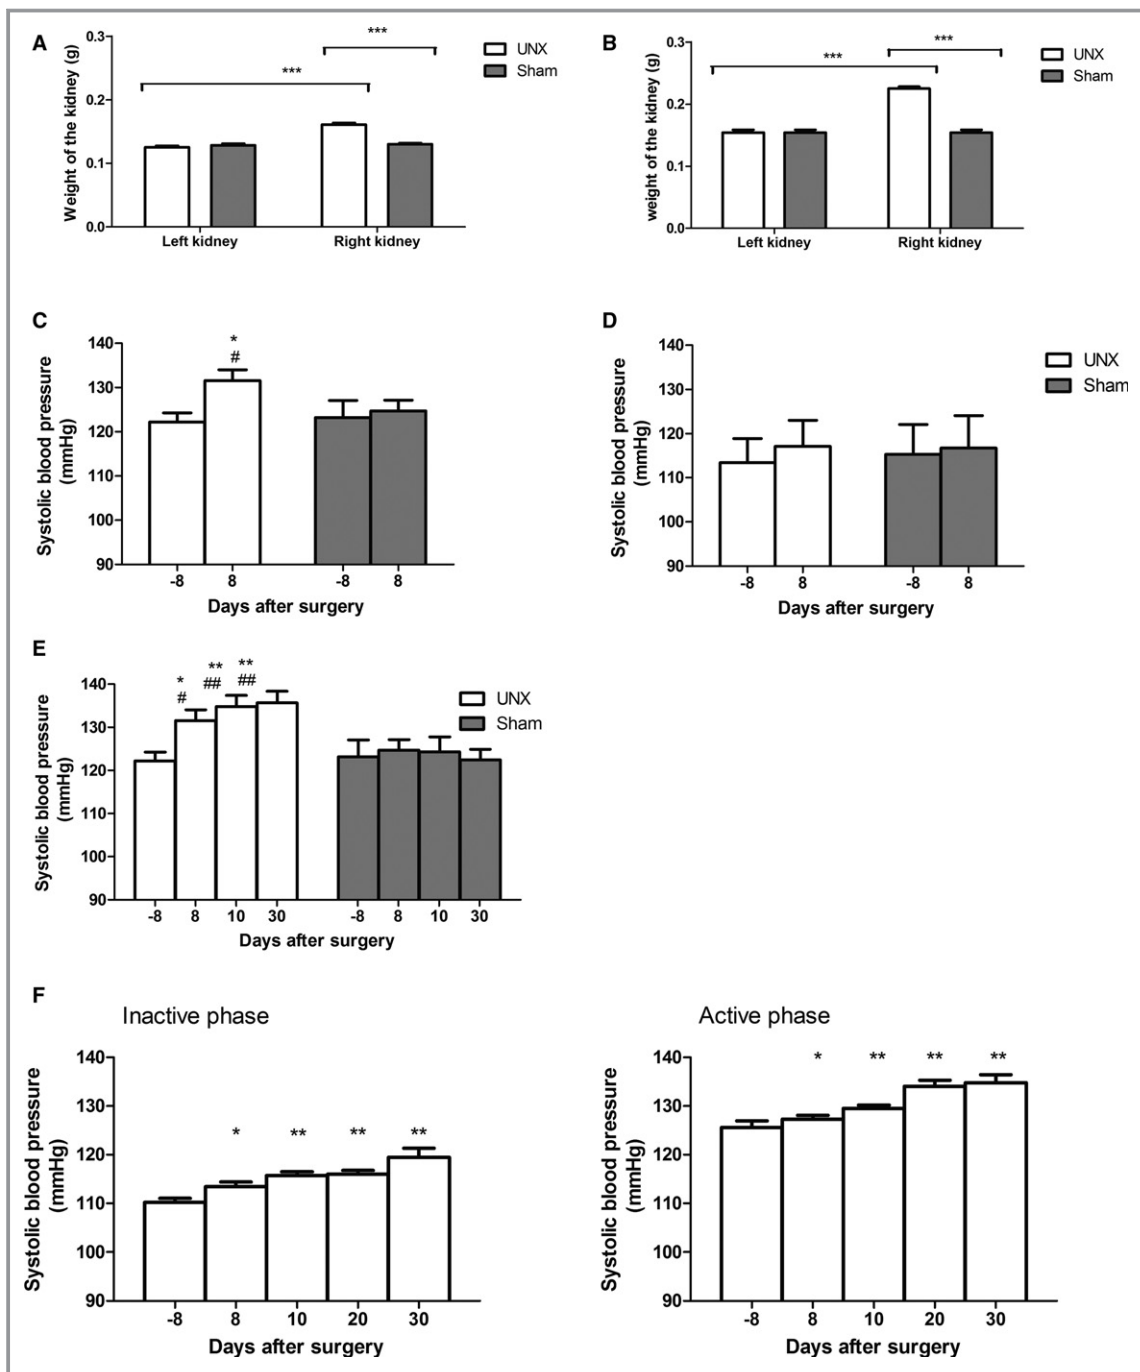 A
B
0.3
0.2
0.1
0.0
Weight of the kidney (g)
***
***
UNX
Sham
Left kidney
Right kidney
0.3
0.2
0.1
0.0
weight of the kidney (g)
***
***
UNX
Sham
Left kidney
Right kidney
C
140
130
120
110
100
90
Systolic blood pressure
(mmHg)
*
#
-8
8
-8
8
Days after surgery
D
140
130
120
110
100
90
Systolic blood pressure
(mmHg)
UNX
Sham
-8
8
-8
8
Days after surgery
E
140
130
120
110
100
90
Systolic blood pressure
(mmHg)
* ** **
# ## ##
UNX
Sham
-8 8 10 30
-8 8 10 30
Days after surgery
F
Inactive phase
140
130
120
110
100
90
Systolic blood pressure
(mmHg)
* ** ** **
-8 8 10 20 30
Days after surgery
Active phase
140
130
120
110
100
90
Systolic blood pressure
(mmHg)
* ** ** **
-8 8 10 20 30
Days after surgery